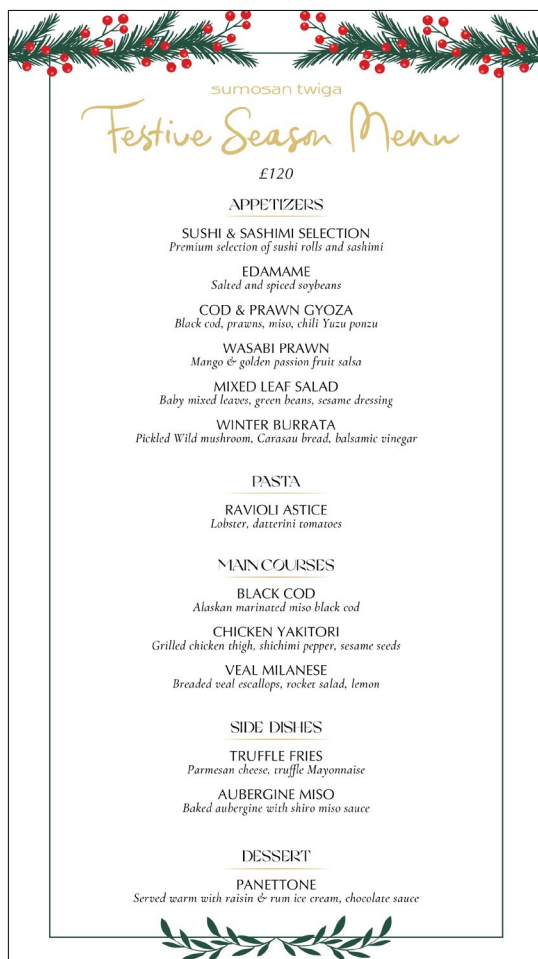 sumosan twiga
Festive Season Menu
£120
APPETIZERS
SUSHI & SASHIMI SELECTION
Premium selection of sushi rolls and sashimi
EDAMAME
Salted and spiced soybeans
COD & PRAWN GYOZA
Black cod, prawns, miso, chili Yuzu ponzu
WASABI PRAWN
Mango & golden passion fruit salsa
MIXED LEAF SALAD
Baby mixed leaves, green beans, sesame dressing
WINTER BURRATA
Pickled Wild mushroom, Carasau bread, balsamic vinegar
PASTA
RAVIOLI ASTICE
Lobster, datterini tomatoes
MAIN COURSES
BLACK COD
Alaskan marinated miso black cod
CHICKEN YAKITORI
Grilled chicken thigh, shichimi pepper, sesame seeds
VEAL MILANESE
Breaded veal escallops, rocket salad, lemon
SIDE DISHES
TRUFFLE FRIES
Parmesan cheese, truffle Mayonnaise
AUBERGINE MISO
Baked aubergine with shiro miso sauce
DESSERT
PANETTONE
Served warm with raisin & rum ice cream, chocolate sauce